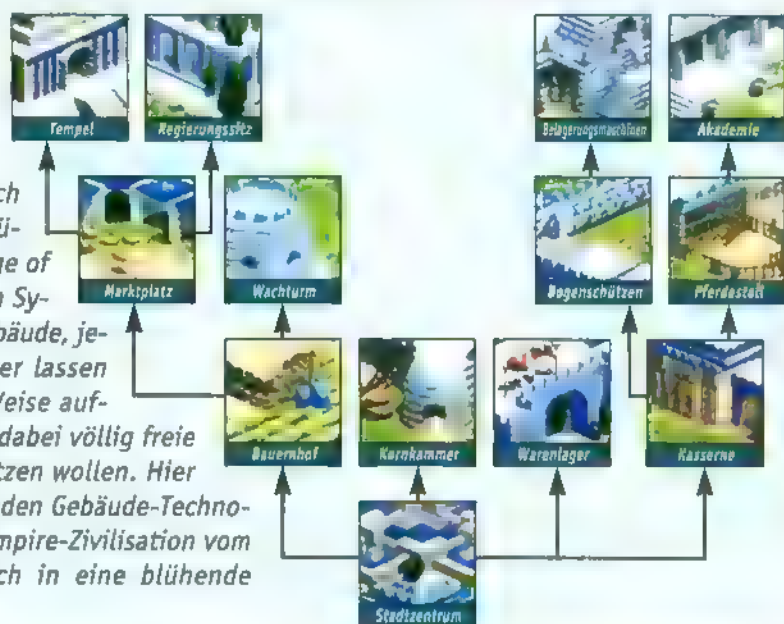 Tempel
Regierungssitz
Belagerungsmaschinen
Akademie
ch
ü-
ge of
n Sy-
bäude, je-
er lassen
Weise auf-
dabei völlig freie
tzen wollen. Hier
den Gebäude-Techno-
mpire-Zivilisation vom
ch in eine blühende
Marktplatz
Wachturm
Bogenschützen
Pferdestall
Bauernhof
Kornkammer
Warenlager
Kasserne
Stadtzentrum